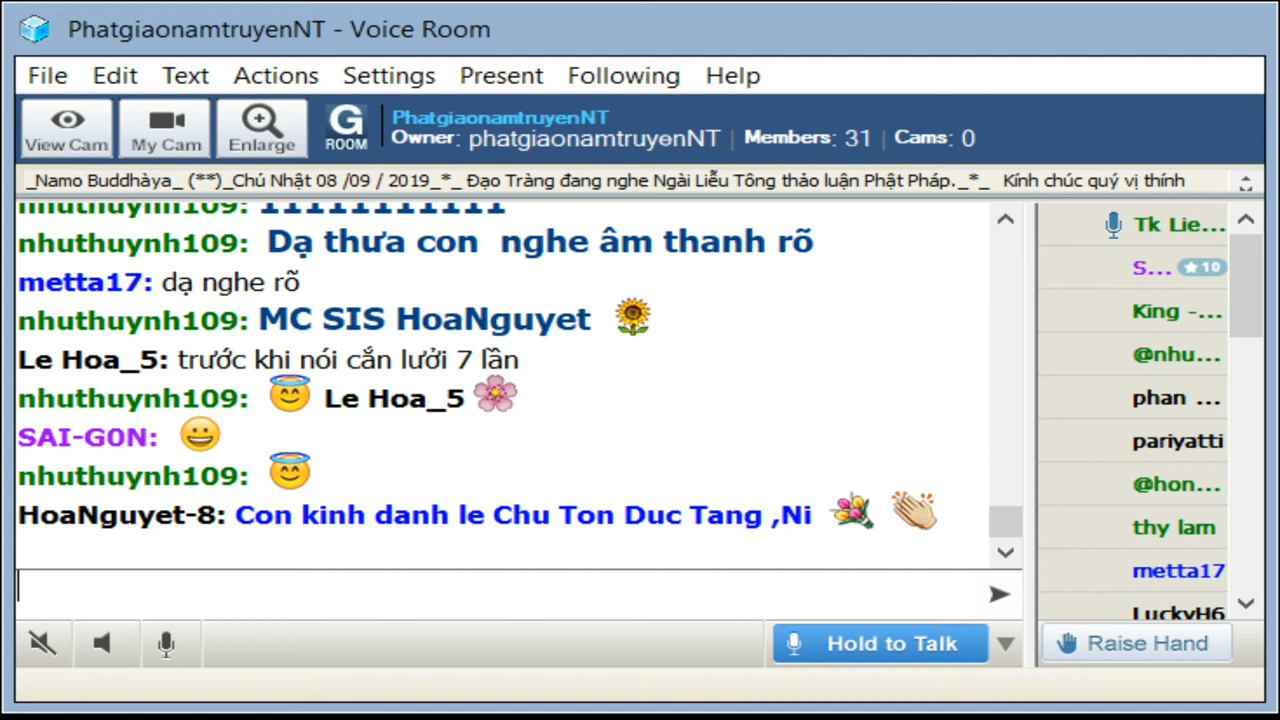 PhatgiaonamtruyenNT - Voice Room
File Edit Text Actions Settings Present Following Help
View Cam My Cam Enlarge G ROOM
PhatgiaonamtruyenNT
Owner: phatgiaonamtruyenNT | Members: 31 | Cams: 0
_Namo Buddhàya_ (**)_Chủ Nhật 08 /09 / 2019_*_ Đạo Tràng đang nghe Ngài Liễu Tông thảo luận Phật Pháp._*_ Kính chúc quý vị thính
nhuthuynh109: 11111111111
nhuthuynh109: Dạ thưa con nghe âm thanh rõ
metta17: dạ nghe rõ
nhuthuynh109: MC SIS HoaNguyet
Le Hoa_5: trước khi nói cắn lưởi 7 lần
nhuthuynh109: Le Hoa_5
SAI-G0N:
nhuthuynh109:
HoaNguyet-8: Con kinh danh le Chu Ton Duc Tang ,Ni
Tk Lie...
S... 10
King -...
@nhu...
phan ...
pariyatti
@hon...
thy lam
metta17
LuckyH6
Hold to Talk
Raise Hand